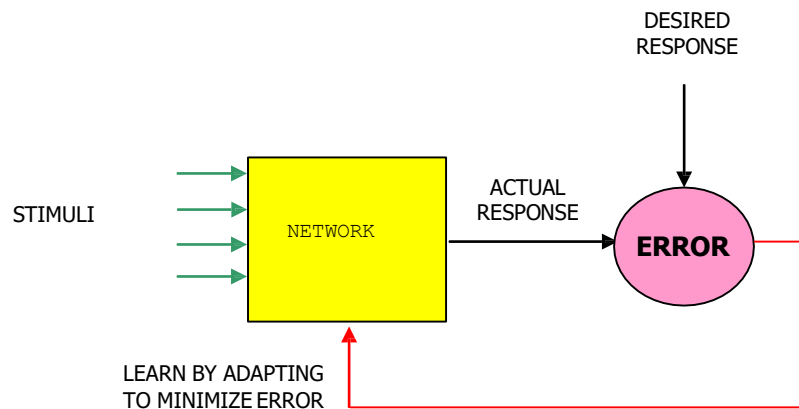 DESIRED
RESPONSE
STIMULI
NETWORK
ACTUAL
RESPONSE
ERROR
LEARN BY ADAPTING
TO MINIMIZE ERROR